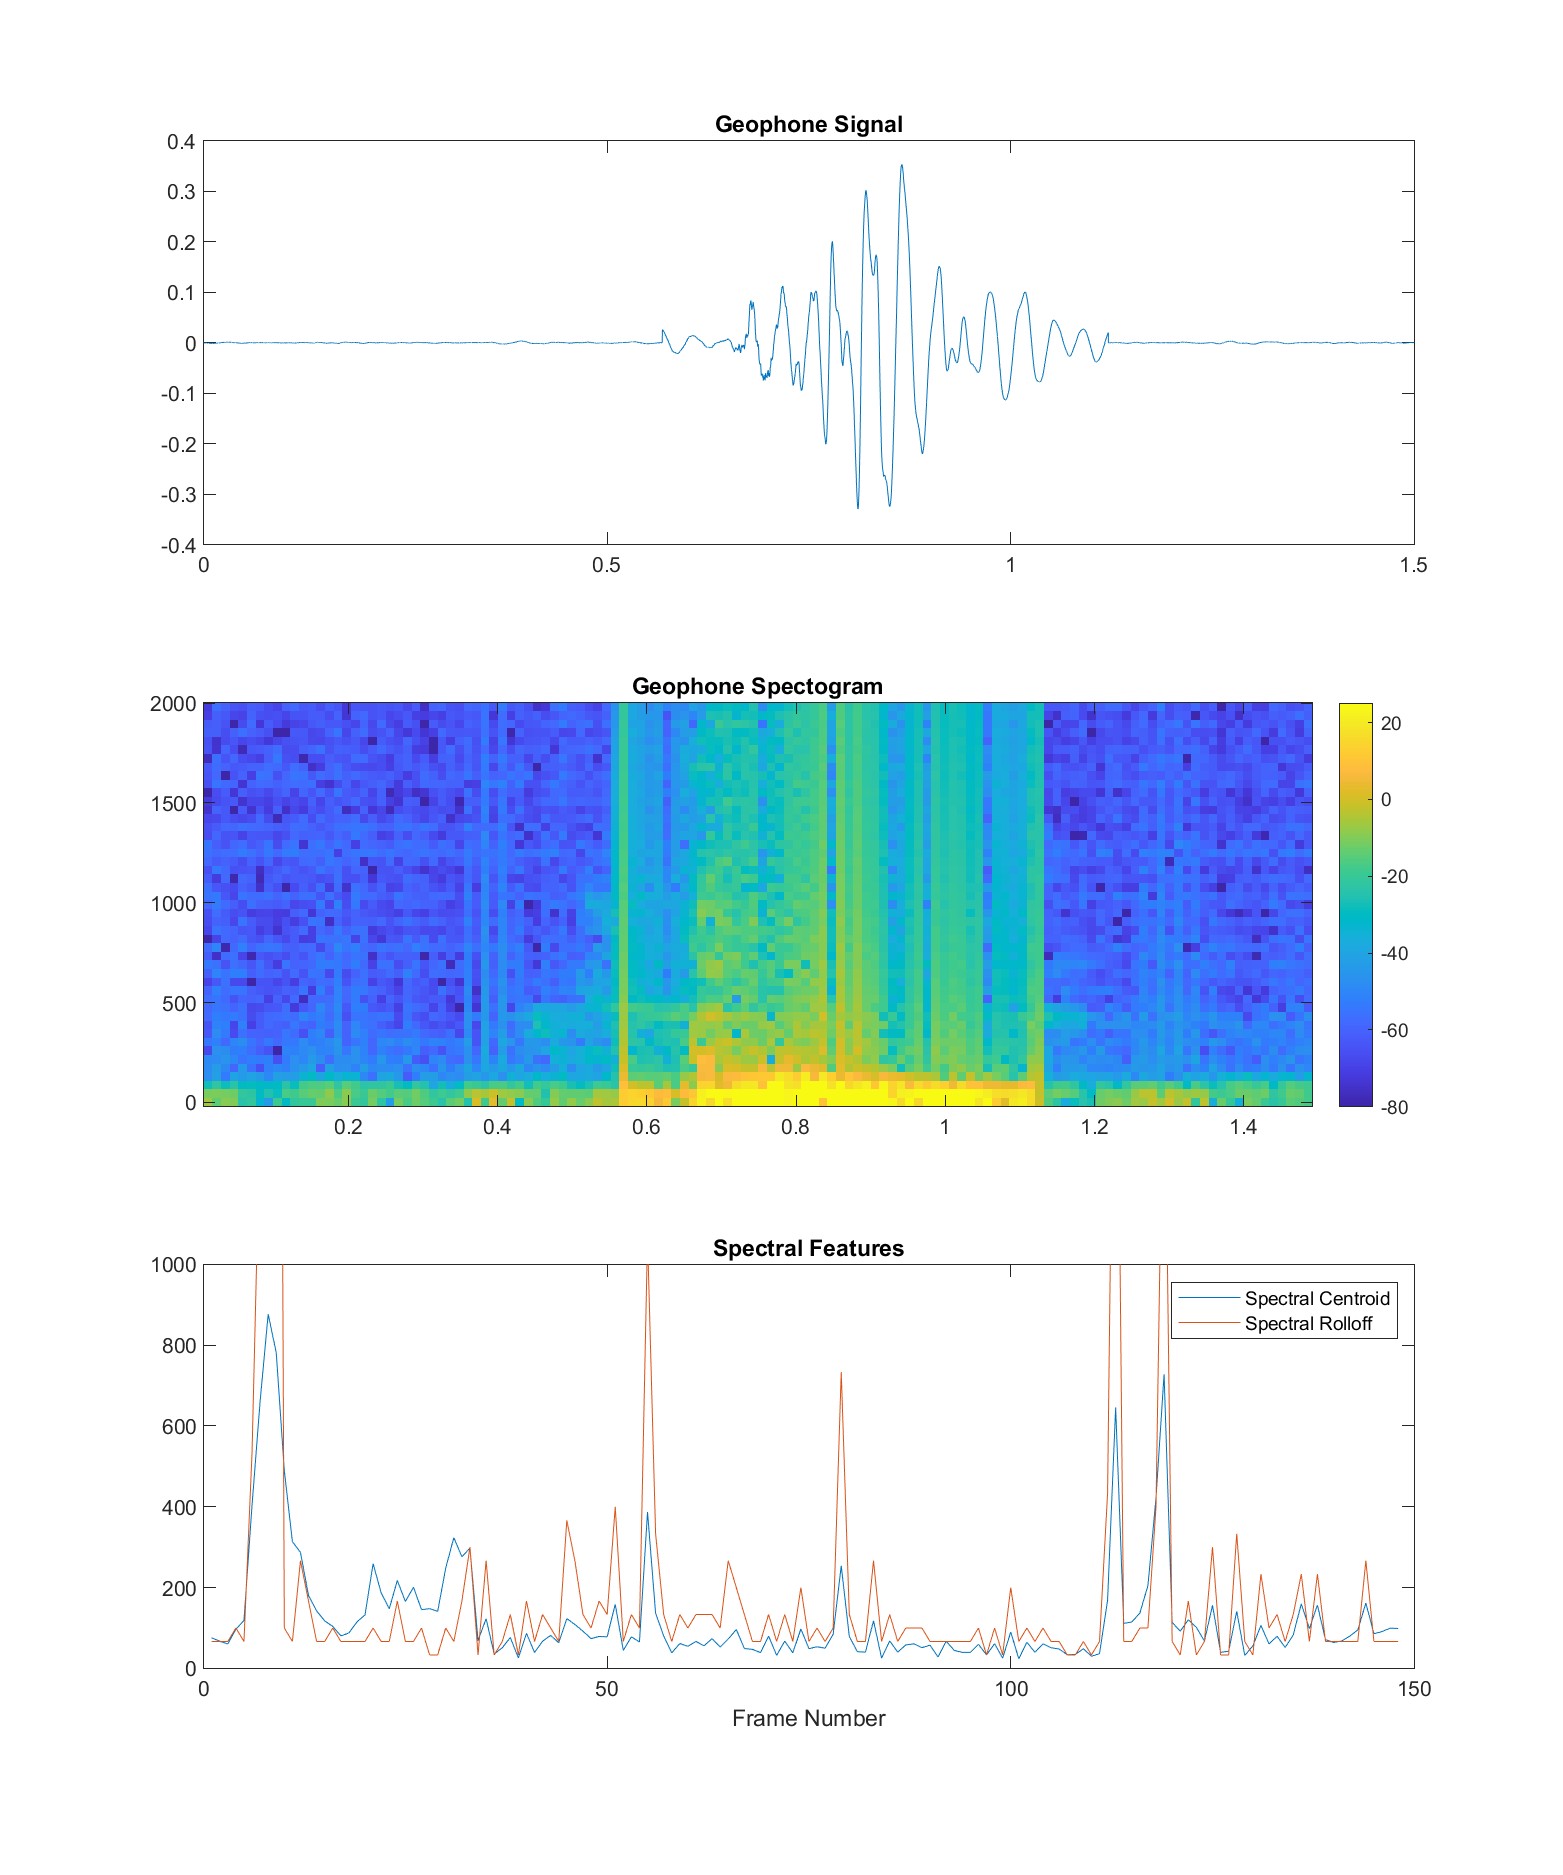 Geophone Signal
0.4
0.3
0.2
0.1
0
-0.1
-0.2
-0.3
-0.4
0 0.5 1 1.5
Geophone Spectogram
2000
1500
1000
500
0
0.2 0.4 0.6 0.8 1 1.2 1.4
20
0
-20
-40
-60
-80
Spectral Features
1000
800
600
400
200
0
0 50 100 150
Frame Number
Spectral Centroid
Spectral Rolloff